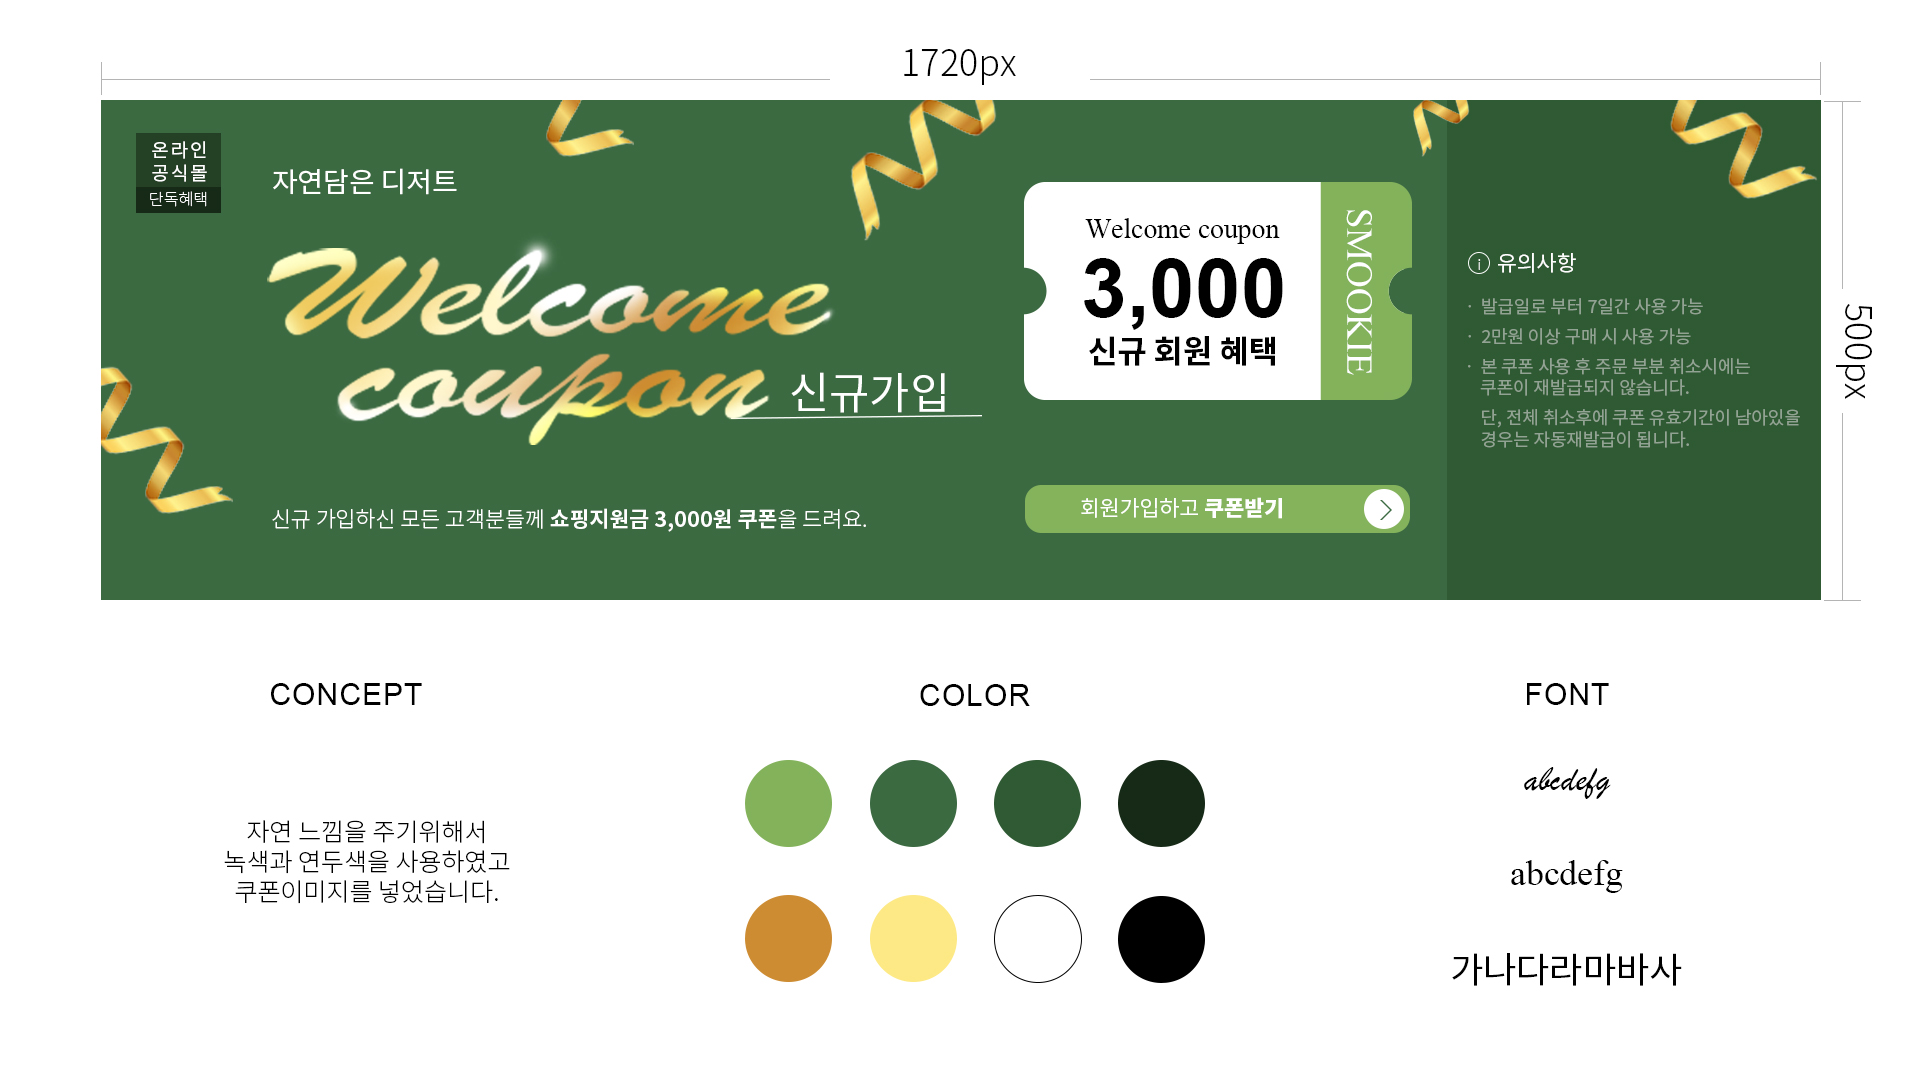 1720px
온라인
공식몰
단독혜택
자연담은 디저트
Welcome
coupon 신규가입
신규 가입하신 모든 고객분들께 쇼핑지원금 3,000원 쿠폰을 드려요.
Welcome coupon
3,000
신규 회원 혜택
SMOOKIE
회원가입하고 쿠폰받기
유의사항
· 발급일로 부터 7일간 사용 가능
· 2만원 이상 구매 시 사용 가능
· 본 쿠폰 사용 후 주문 부분 취소시에는
쿠폰이 재발급되지 않습니다.
단, 전체 취소후에 쿠폰 유효기간이 남아있을
경우는 자동재발급이 됩니다.
500px
CONCEPT
자연 느낌을 주기위해서
녹색과 연두색을 사용하였고
쿠폰이미지를 넣었습니다.
COLOR
FONT
abcdefg
abcdefg
가나다라마바사